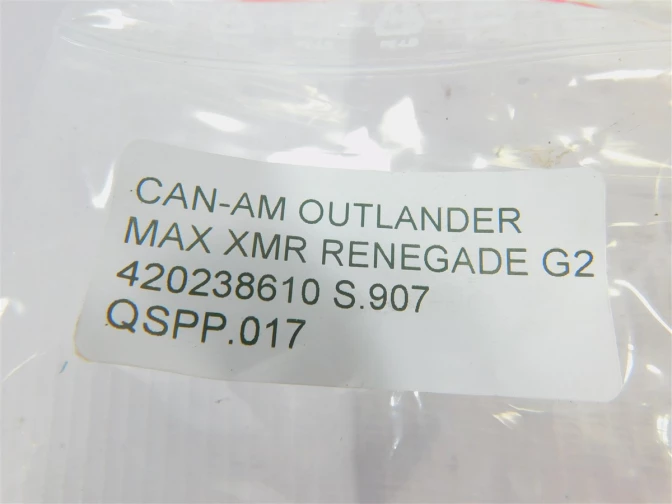 CAN-AM OUTLANDER
MAX XMR RENEGADE G2
420238610 S.907
QSPP.017